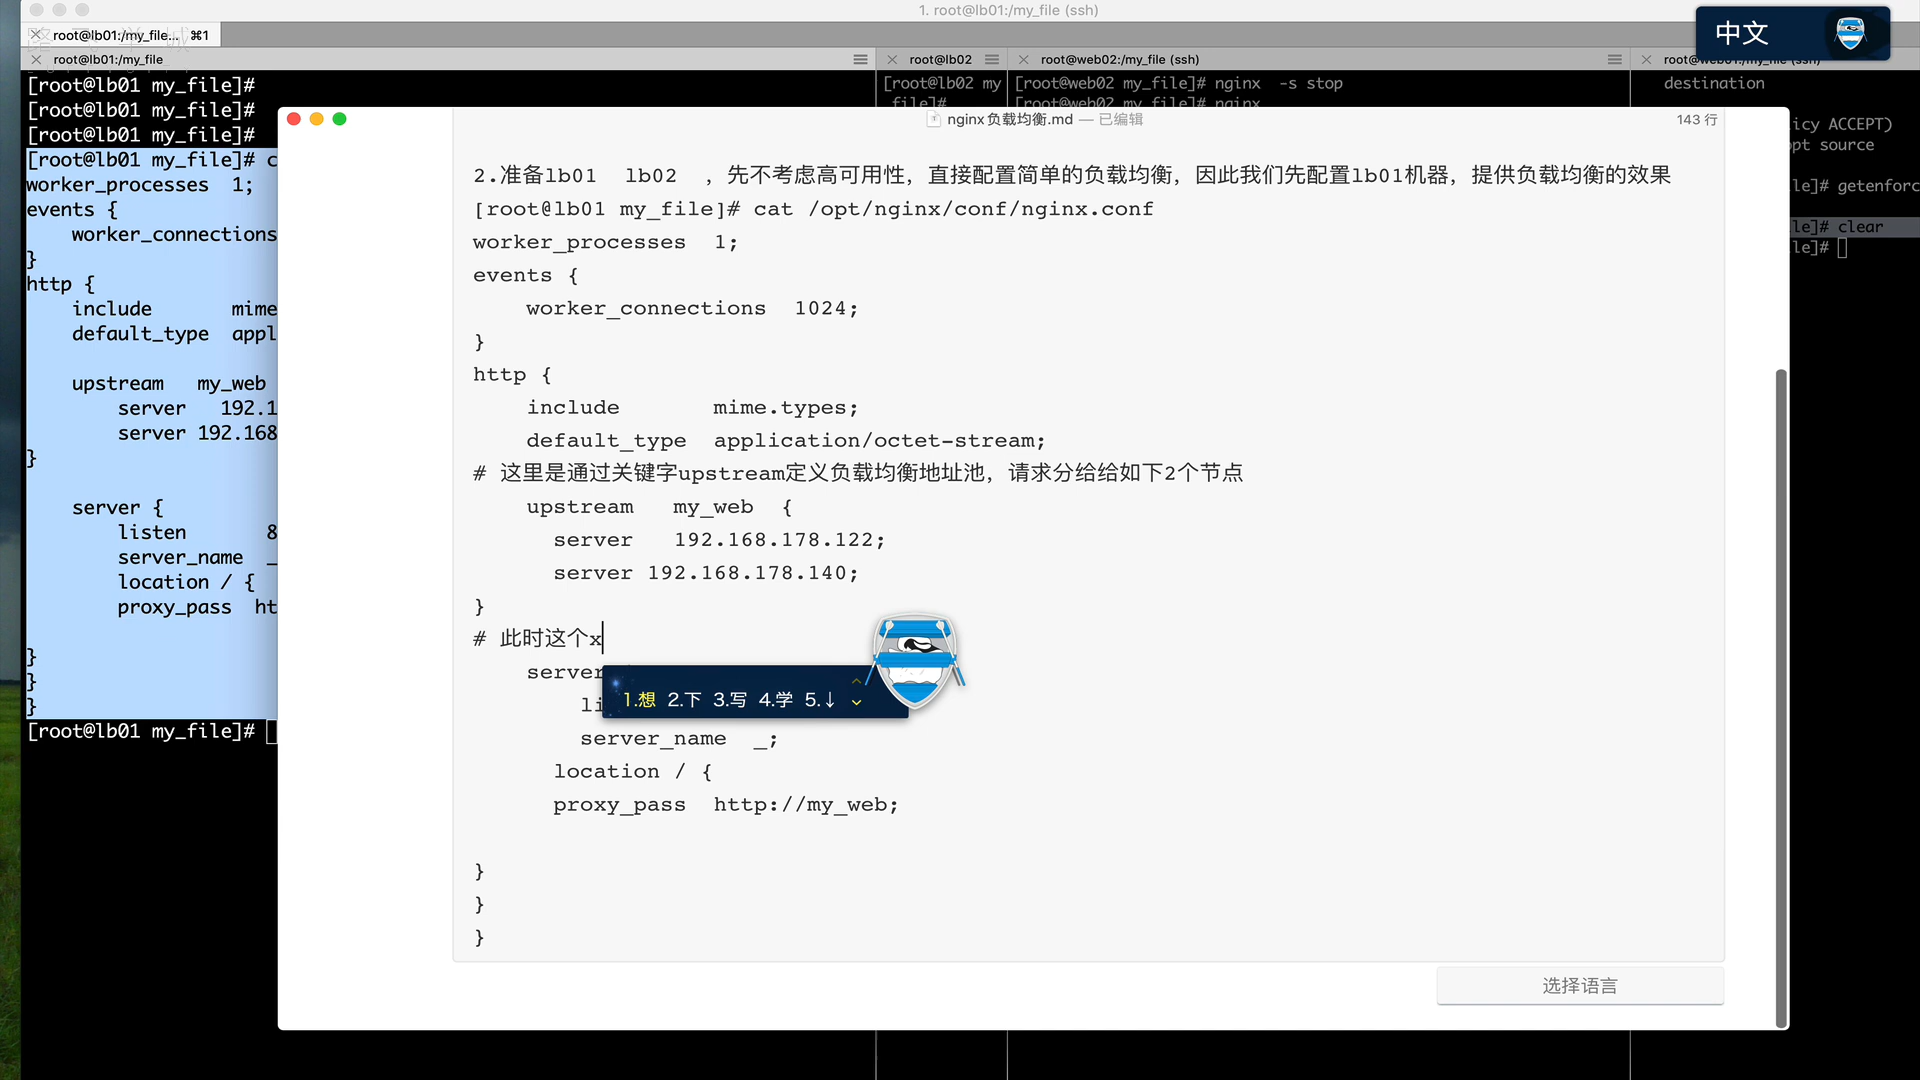 1. root@lb01:/my_file (ssh)
root@lb01:/my_file... ⌘1
中文
root@lb01:/my_file
root@lb02
root@web02:/my_file (ssh)
root@web01:/my_file (ssh)
[root@lb01 my_file]#
[root@lb01 my_file]#
[root@lb01 my_file]#
[root@lb01 my_file]# c
worker_processes 1;
events {
worker_connections
}
http {
include mime
default_type appl
upstream my_web
server 192.1
server 192.168
}
server {
listen 8
server_name _
location / {
proxy_pass ht
}
}
}
[root@lb01 my_file]#
[root@lb02 my
_file]#
[root@web02 my_file]# nginx -s stop
[root@web02 my_file]# nginx
destination
icy ACCEPT)
opt source
le]# getenforc
le]# clear
le]#
nginx负载均衡.md — 已编辑
143 行
2.准备lb01 lb02 ，先不考虑高可用性，直接配置简单的负载均衡，因此我们先配置lb01机器，提供负载均衡的效果
[root@lb01 my_file]# cat /opt/nginx/conf/nginx.conf
worker_processes 1;
events {
worker_connections 1024;
}
http {
include mime.types;
default_type application/octet-stream;
# 这里是通过关键字upstream定义负载均衡地址池，请求分给给如下2个节点
upstream my_web {
server 192.168.178.122;
server 192.168.178.140;
}
# 此时这个x
server
li
1.想 2.下 3.写 4.学 5.↓
server_name _;
location / {
proxy_pass http://my_web;
}
}
}
选择语言